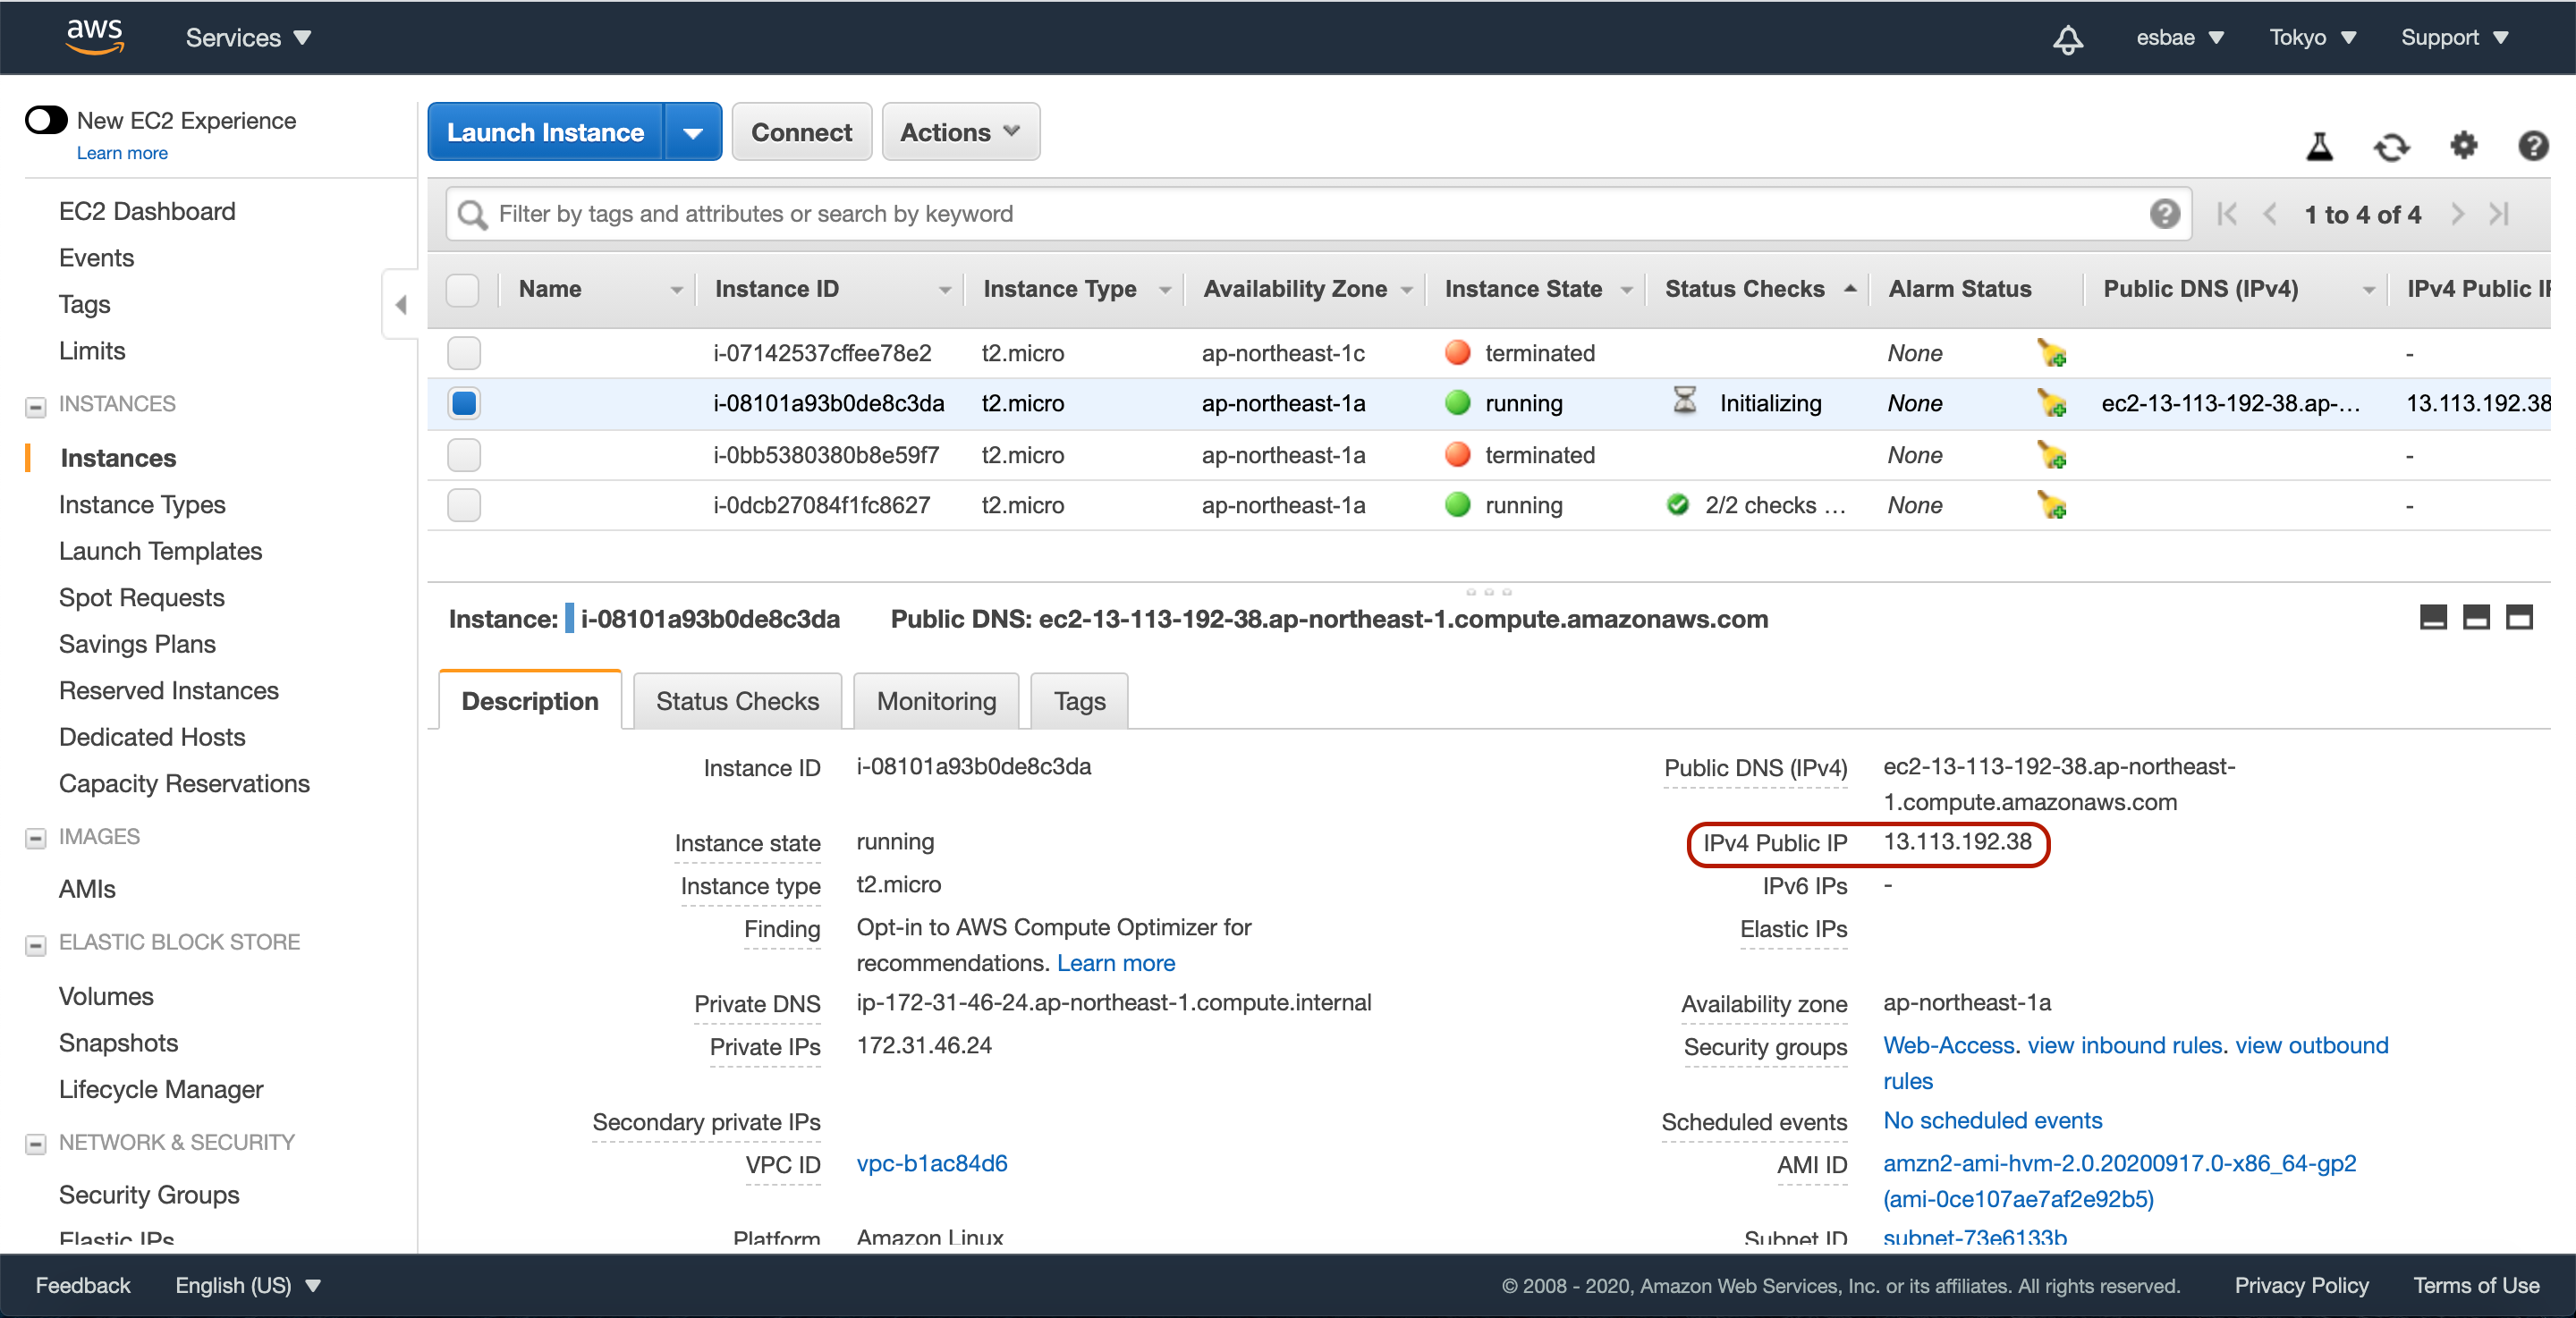 aws Services esbae Tokyo Support
New EC2 Experience
Learn more
EC2 Dashboard
Events
Tags
Limits
INSTANCES
Instances
Instance Types
Launch Templates
Spot Requests
Savings Plans
Reserved Instances
Dedicated Hosts
Capacity Reservations
IMAGES
AMIs
ELASTIC BLOCK STORE
Volumes
Snapshots
Lifecycle Manager
NETWORK & SECURITY
Security Groups
Elastic IPs
Launch Instance Connect Actions
Filter by tags and attributes or search by keyword 1 to 4 of 4
Name Instance ID Instance Type Availability Zone Instance State Status Checks Alarm Status Public DNS (IPv4) IPv4 Public IP
i-07142537cffee78e2 t2.micro ap-northeast-1c terminated None -
i-08101a93b0de8c3da t2.micro ap-northeast-1a running Initializing None ec2-13-113-192-38.ap-... 13.113.192.38
i-0bb5380380b8e59f7 t2.micro ap-northeast-1a terminated None -
i-0dcb27084f1fc8627 t2.micro ap-northeast-1a running 2/2 checks ... None -
Instance: i-08101a93b0de8c3da Public DNS: ec2-13-113-192-38.ap-northeast-1.compute.amazonaws.com
Description Status Checks Monitoring Tags
Instance ID i-08101a93b0de8c3da
Instance state running
Instance type t2.micro
Finding Opt-in to AWS Compute Optimizer for
recommendations. Learn more
Private DNS ip-172-31-46-24.ap-northeast-1.compute.internal
Private IPs 172.31.46.24
Secondary private IPs
VPC ID vpc-b1ac84d6
Platform Amazon Linux
Public DNS (IPv4) ec2-13-113-192-38.ap-northeast-
1.compute.amazonaws.com
IPv4 Public IP 13.113.192.38
IPv6 IPs -
Elastic IPs
Availability zone ap-northeast-1a
Security groups Web-Access. view inbound rules. view outbound
rules
Scheduled events No scheduled events
AMI ID amzn2-ami-hvm-2.0.20200917.0-x86_64-gp2
(ami-0ce107ae7af2e92b5)
Subnet ID subnet-73e6133b
Feedback English (US) © 2008 - 2020, Amazon Web Services, Inc. or its affiliates. All rights reserved. Privacy Policy Terms of Use